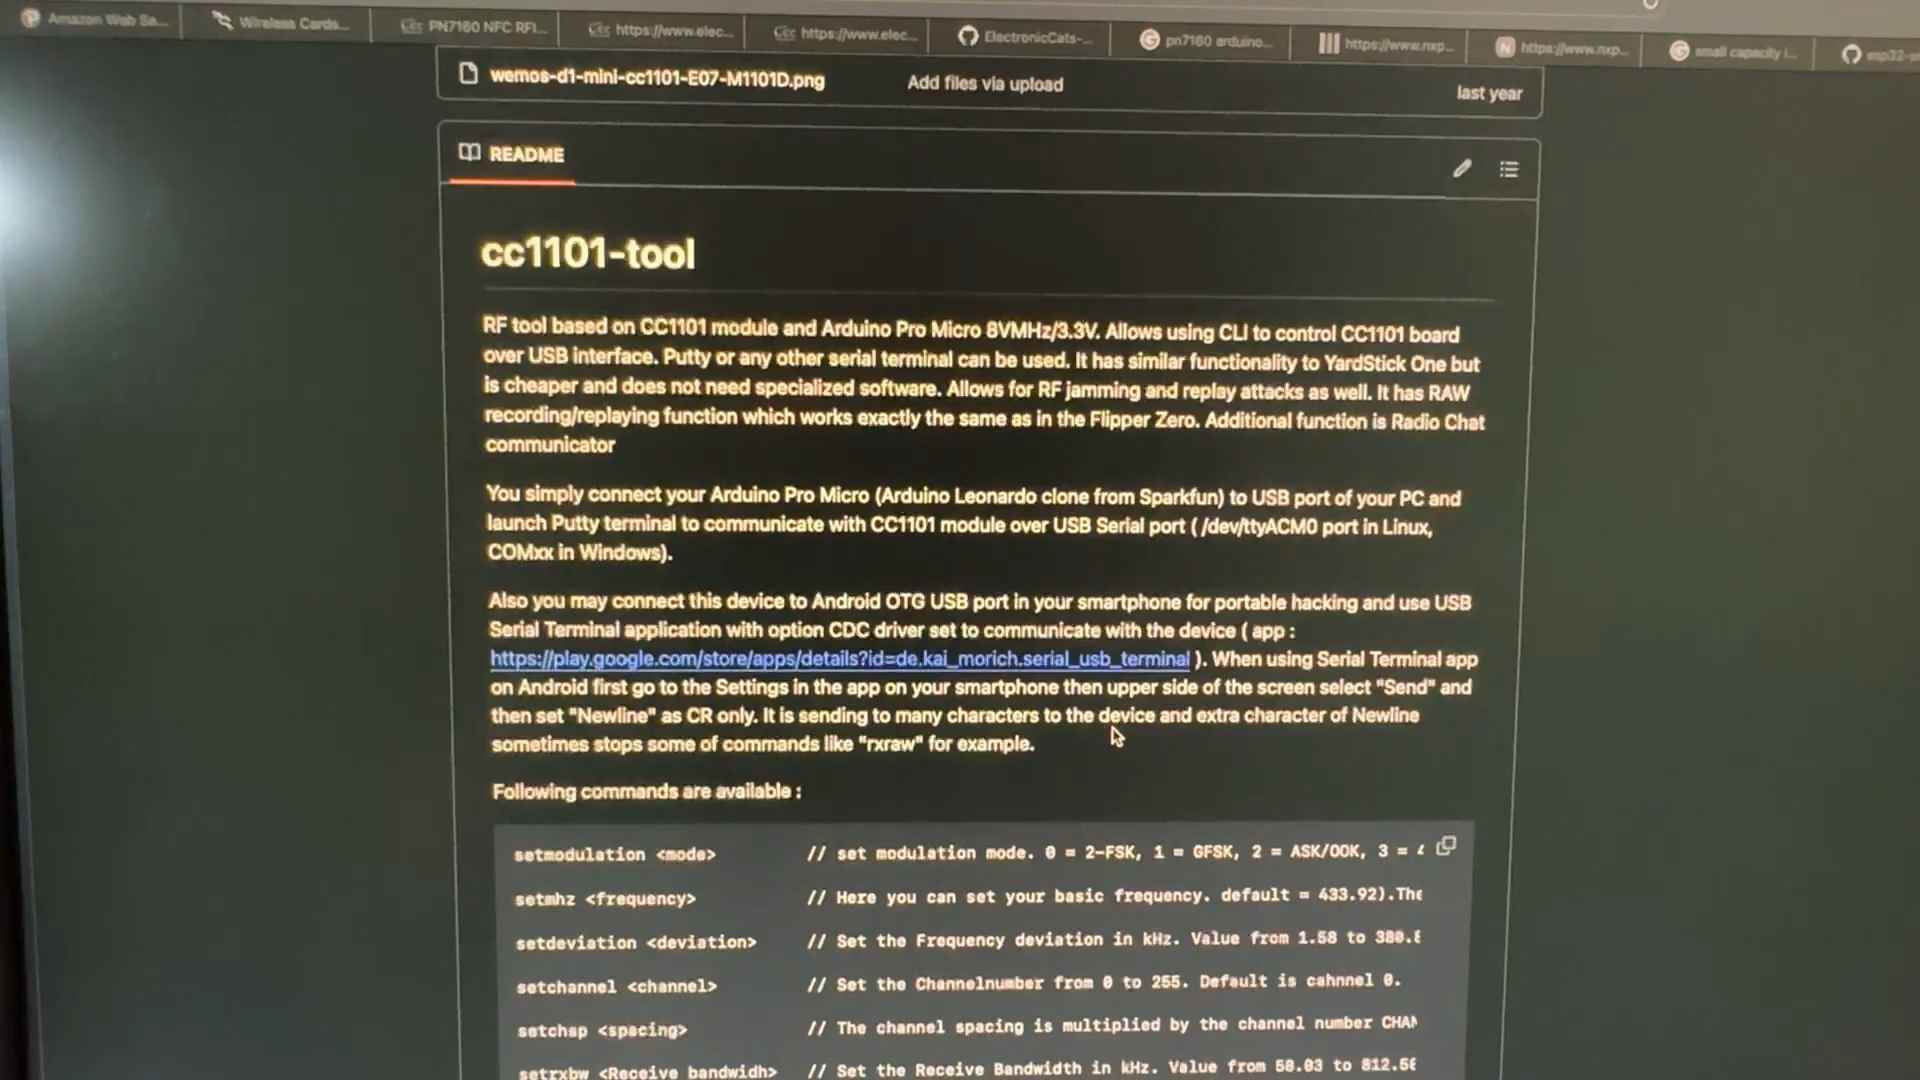 Amazon Web Se...
Wireless Cards...
PN7160 NFC RFI...
https://www.elec...
https://www.elec...
ElectronicCats-...
pn7160 arduino...
https://www.nxp...
https://www.nxp...
small capacity i...
wemos-d1-mini-cc1101-E07-M1101D.png
Add files via upload
last year
README
cc1101-tool
RF tool based on CC1101 module and Arduino Pro Micro 8VMHz/3.3V. Allows using CLI to control CC1101 board
over USB interface. Putty or any other serial terminal can be used. It has similar functionality to YardStick One but
is cheaper and does not need specialized software. Allows for RF jamming and replay attacks as well. It has RAW
recording/replaying function which works exactly the same as in the Flipper Zero. Additional function is Radio Chat
communicator
You simply connect your Arduino Pro Micro (Arduino Leonardo clone from Sparkfun) to USB port of your PC and
launch Putty terminal to communicate with CC1101 module over USB Serial port ( /dev/ttyACM0 port in Linux,
COMxx in Windows).
Also you may connect this device to Android OTG USB port in your smartphone for portable hacking and use USB
Serial Terminal application with option CDC driver set to communicate with the device ( app :
https://play.google.com/store/apps/details?id=de.kai_morich.serial_usb_terminal ). When using Serial Terminal app
on Android first go to the Settings in the app on your smartphone then upper side of the screen select "Send" and
then set "Newline" as CR only. It is sending to many characters to the device and extra character of Newline
sometimes stops some of commands like "rxraw" for example.
Following commands are available :
setmodulation <mode> // set modulation mode. 0 = 2-FSK, 1 = GFSK, 2 = ASK/OOK, 3 =
setmhz <frequency> // Here you can set your basic frequency. default = 433.92).The
setdeviation <deviation> // Set the Frequency deviation in kHz. Value from 1.58 to 380.8
setchannel <channel> // Set the Channelnumber from 0 to 255. Default is cahnnel 0.
setchsp <spacing> // The channel spacing is multiplied by the channel number CHAN
setrxbw <Receive bandwidh> // Set the Receive Bandwidth in kHz. Value from 58.03 to 812.50